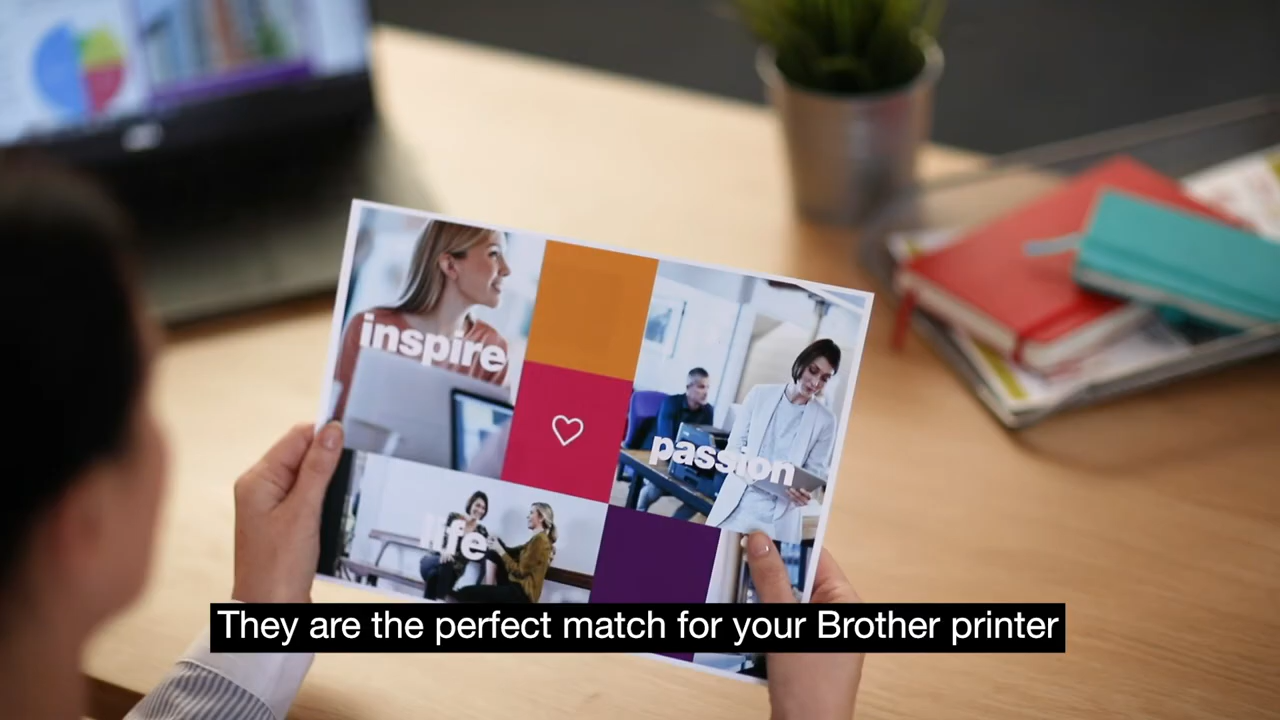 inspire
passion
life
They are the perfect match for your Brother printer